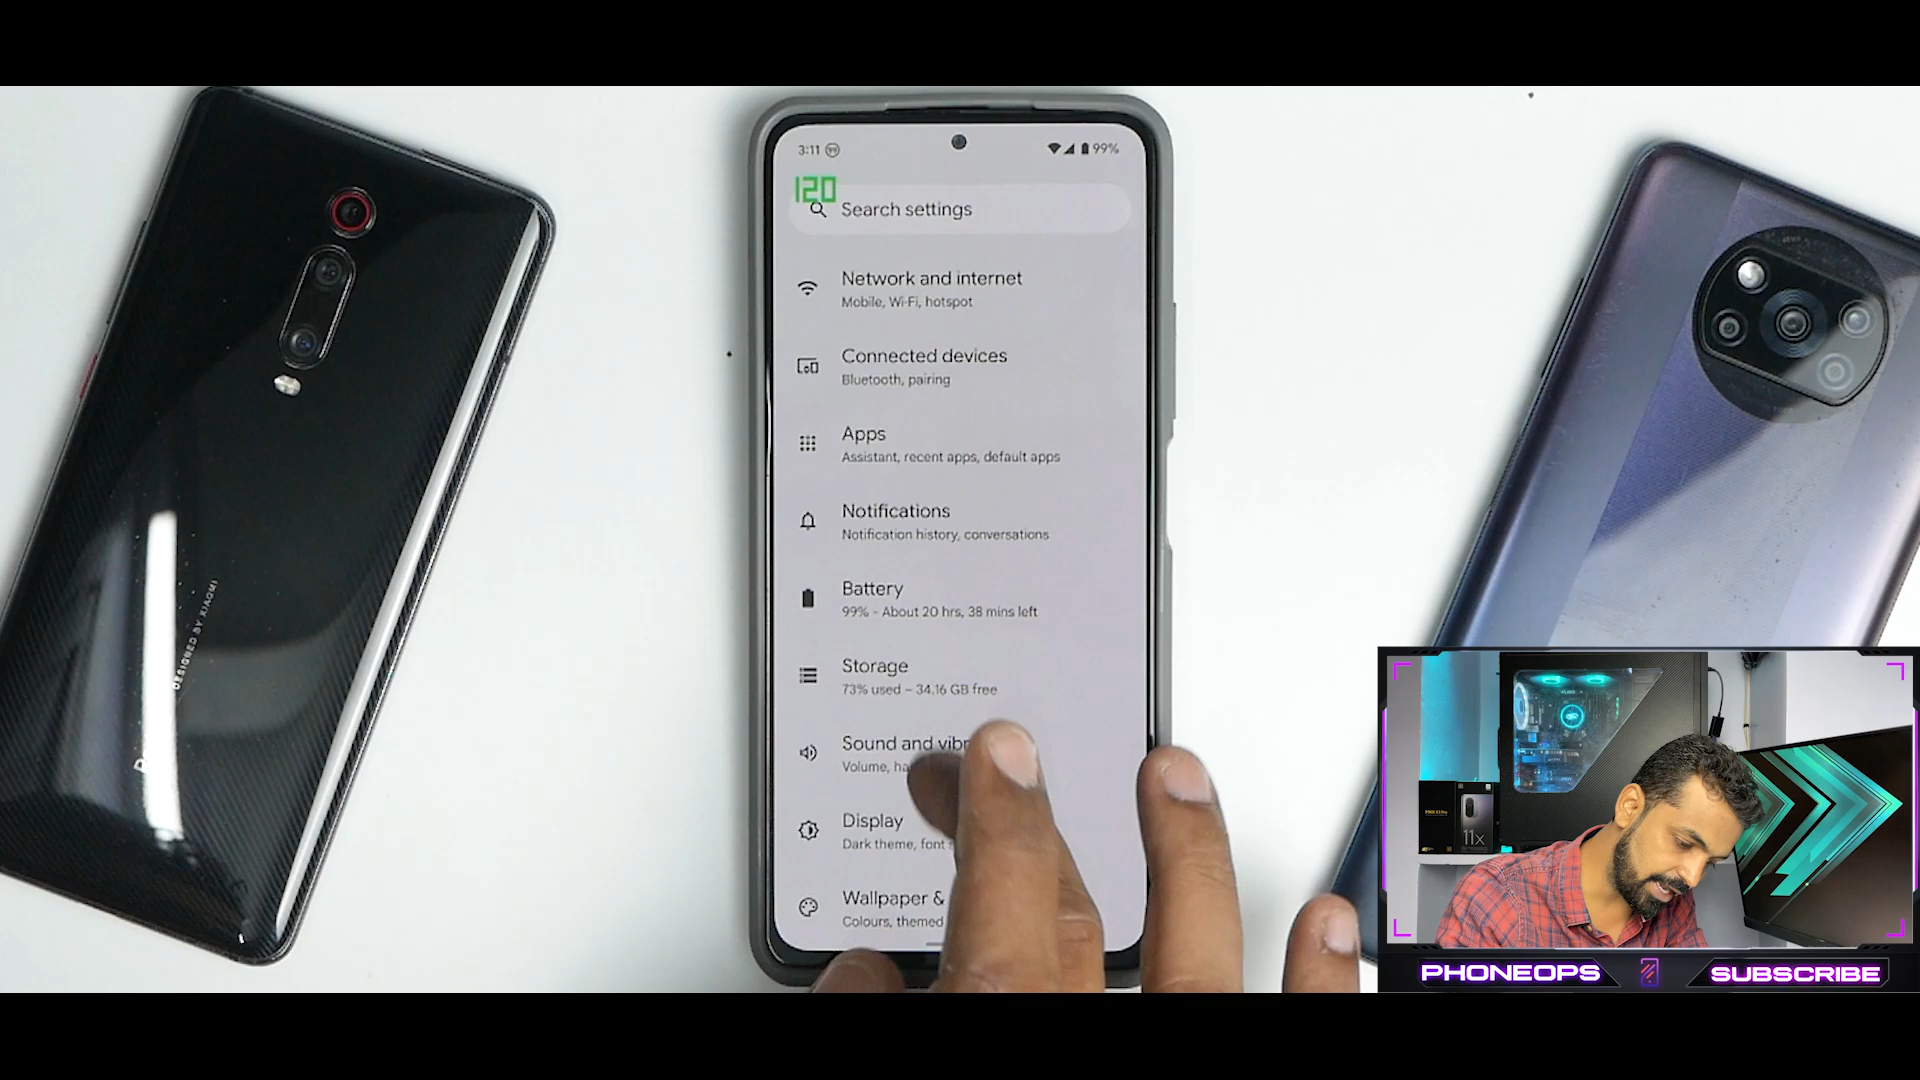 3:11 99
99%
120
Search settings
Network and internet
Mobile, Wi-Fi, hotspot
Connected devices
Bluetooth, pairing
Apps
Assistant, recent apps, default apps
Notifications
Notification history, conversations
Battery
99% - About 20 hrs, 38 mins left
Storage
73% used – 34.16 GB free
Sound and vibr
Volume, ha
Display
Dark theme, font
Wallpaper &
Colours, themed
DESIGNED BY XIAOMI
11x
PHONEOPS
SUBSCRIBE